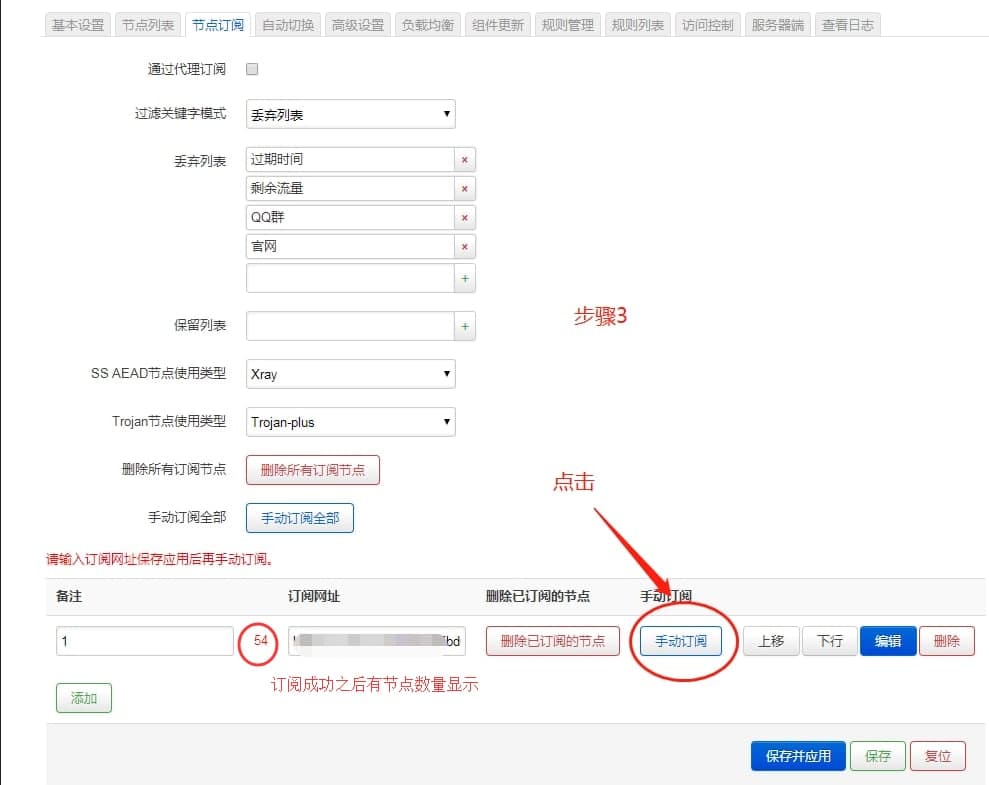 基本设置 节点列表 节点订阅 自动切换 高级设置 负载均衡 组件更新 规则管理 规则列表 访问控制 服务器端 查看日志
通过代理订阅
过滤关键字模式 丢弃列表
丢弃列表 过期时间 ×
剩余流量 ×
QQ群 ×
官网 ×
+
保留列表 +
步骤3
SS AEAD节点使用类型 Xray
Trojan节点使用类型 Trojan-plus
删除所有订阅节点 删除所有订阅节点
点击
手动订阅全部 手动订阅全部
请输入订阅网址保存应用后再手动订阅。
备注 订阅网址 删除已订阅的节点 手动订阅
1 54 bd 删除已订阅的节点 手动订阅 上移 下行 编辑 删除
订阅成功之后有节点数量显示
添加
保存并应用 保存 复位